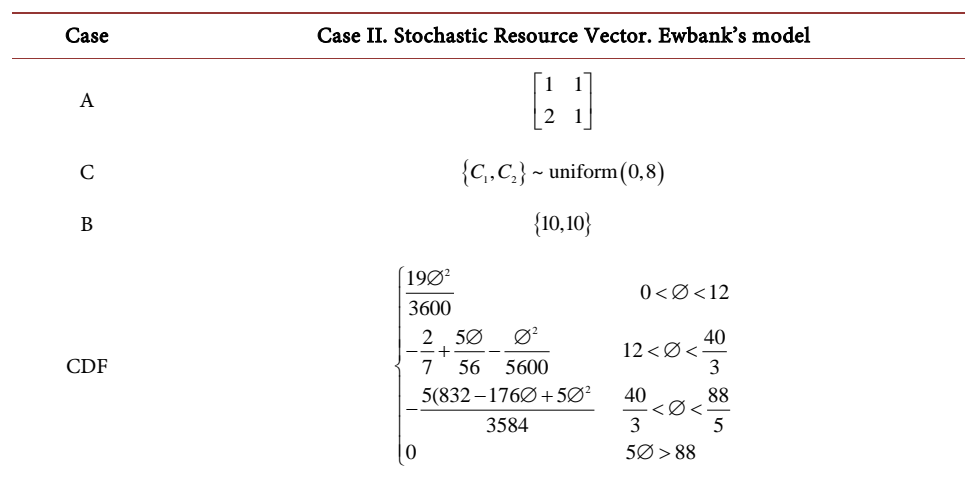 Case Case II. Stochastic Resource Vector. Ewbank's model
A [1 1; 2 1]
C {C₁, C₂} ~ uniform(0,8)
B {10,10}
CDF
19∅²/3600 0 < ∅ < 12
−2/7 + 5∅/56 − ∅²/5600 12 < ∅ < 40/3
−5(832 − 176∅ + 5∅²/3584 40/3 < ∅ < 88/5
0 5∅ > 88